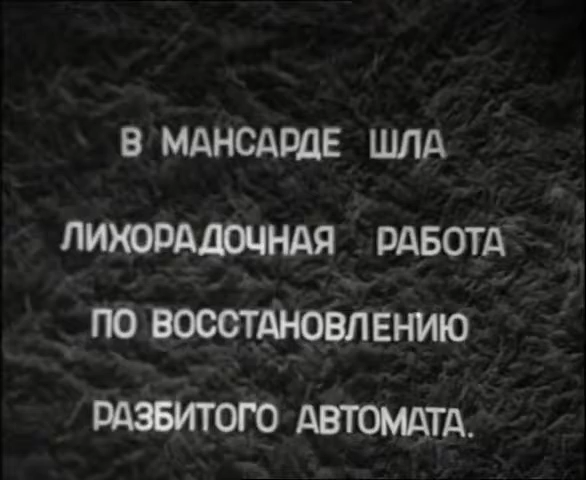 В МАНСАРДЕ ШЛА
ЛИХОРАДОЧНАЯ РАБОТА
ПО ВОССТАНОВЛЕНИЮ
РАЗБИТОГО АВТОМАТА.